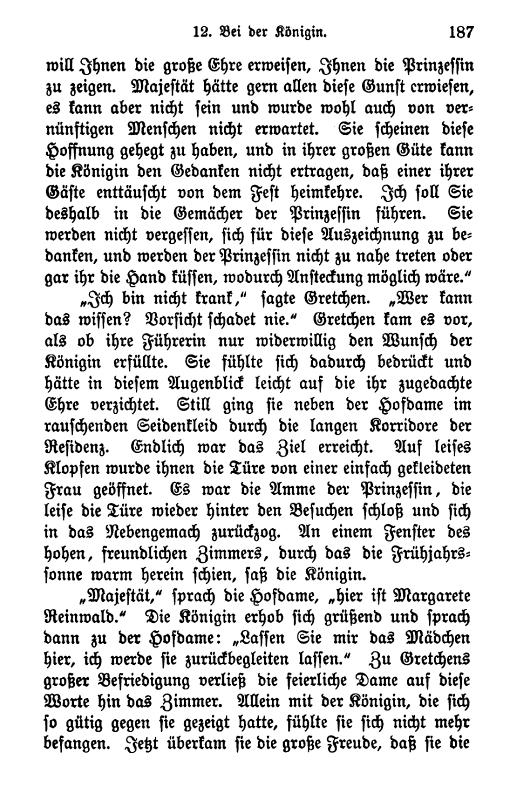 12. Bei der Königin. 187
will Ihnen die große Ehre erweisen, Ihnen die Prinzessin
zu zeigen. Majestät hätte gern allen diese Gunst erwiesen,
es kann aber nicht sein und wurde wohl auch von ver-
nünftigen Menschen nicht erwartet. Sie scheinen diese
Hoffnung gehegt zu haben, und in ihrer großen Güte kann
die Königin den Gedanken nicht ertragen, daß einer ihrer
Gäste enttäuscht von dem Fest heimkehre. Ich soll Sie
deshalb in die Gemächer der Prinzessin führen. Sie
werden nicht vergessen, sich für diese Auszeichnung zu be-
danken, und werden der Prinzessin nicht zu nahe treten oder
gar ihr die Hand küssen, wodurch Ansteckung möglich wäre.“
„Ich bin nicht krank,“ sagte Gretchen. „Wer kann
das wissen? Vorsicht schadet nie.“ Gretchen kam es vor,
als ob ihre Führerin nur widerwillig den Wunsch der
Königin erfüllte. Sie fühlte sich dadurch bedrückt und
hätte in diesem Augenblick leicht auf die ihr zugedachte
Ehre verzichtet. Still ging sie neben der Hofdame im
rauschenden Seidenkleid durch die langen Korridore der
Residenz. Endlich war das Ziel erreicht. Auf leises
Klopfen wurde ihnen die Türe von einer einfach gekleideten
Frau geöffnet. Es war die Amme der Prinzessin, die
leise die Türe wieder hinter den Besuchen schloß und sich
in das Nebengemach zurückzog. An einem Fenster des
hohen, freundlichen Zimmers, durch das die Frühjahrs-
sonne warm herein schien, saß die Königin.
„Majestät,“ sprach die Hofdame, „hier ist Margarete
Reinwald.“ Die Königin erhob sich grüßend und sprach
dann zu der Hofdame: „Lassen Sie mir das Mädchen
hier, ich werde sie zurückbegleiten lassen.“ Zu Gretchens
großer Befriedigung verließ die feierliche Dame auf diese
Worte hin das Zimmer. Allein mit der Königin, die sich
so gütig gegen sie gezeigt hatte, fühlte sie sich nicht mehr
befangen. Jetzt überkam sie die große Freude, daß sie die